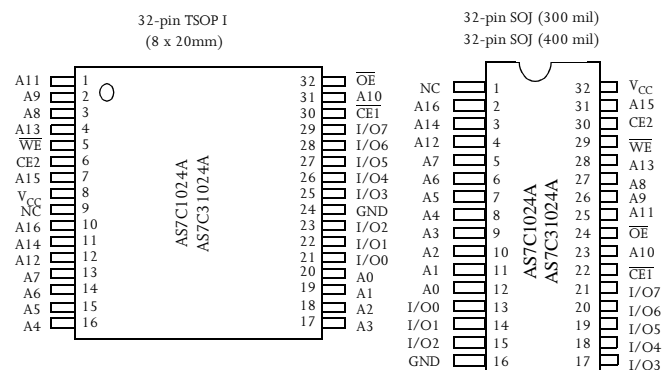 32-pin TSOP I
(8 x 20mm)
A11 1 32 OE
A9 2 31 A10
A8 3 30 CE1
A13 4 29 I/O7
WE 5 28 I/O6
CE2 6 27 I/O5
A15 7 26 I/O4
VCC 8 25 I/O3
NC 9 24 GND
A16 10 23 I/O2
A14 11 22 I/O1
A12 12 21 I/O0
A7 13 20 A0
A6 14 19 A1
A5 15 18 A2
A4 16 17 A3
AS7C1024A
AS7C31024A
32-pin SOJ (300 mil)
32-pin SOJ (400 mil)
NC 1 32 VCC
A16 2 31 A15
A14 3 30 CE2
A12 4 29 WE
A7 5 28 A13
A6 6 27 A8
A5 7 26 A9
A4 8 25 A11
A3 9 24 OE
A2 10 23 A10
A1 11 22 CE1
A0 12 21 I/O7
I/O0 13 20 I/O6
I/O1 14 19 I/O5
I/O2 15 18 I/O4
GND 16 17 I/O3
AS7C1024A
AS7C31024A